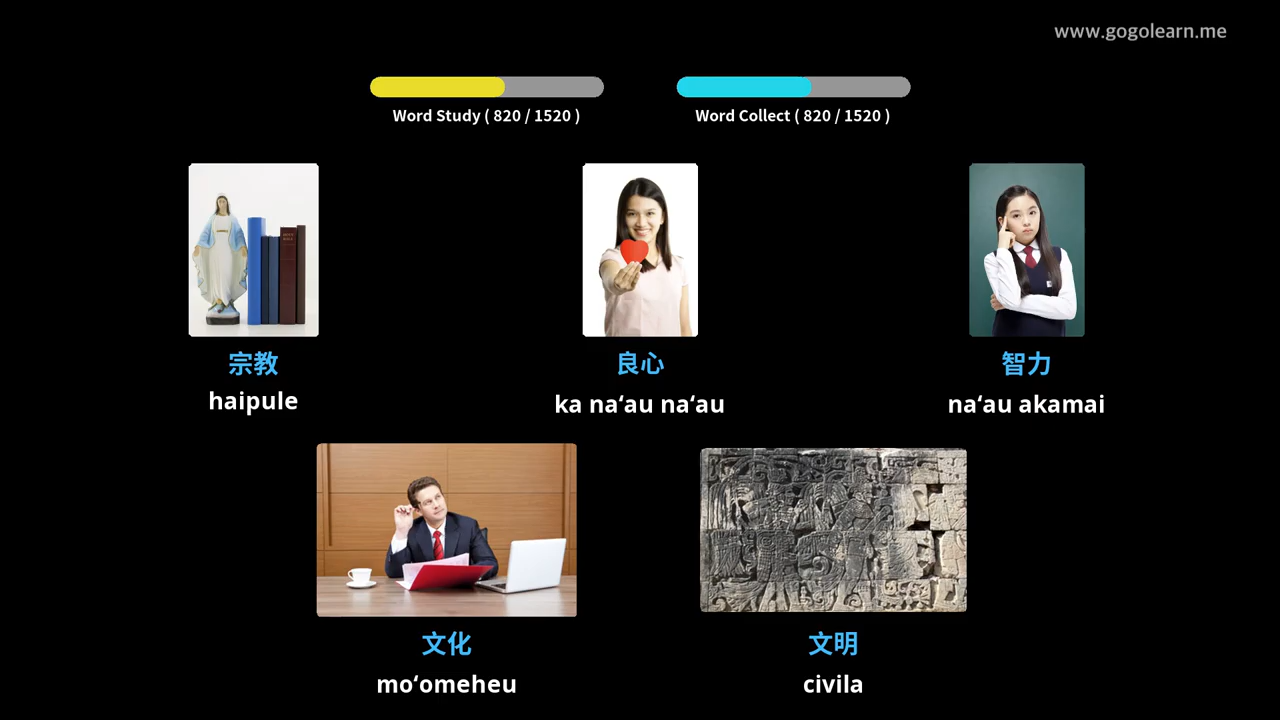 www.gogolearn.me
Word Study ( 820 / 1520 )
Word Collect ( 820 / 1520 )
宗教
haipule
良心
ka naʻau naʻau
智力
naʻau akamai
文化
moʻomeheu
文明
civila